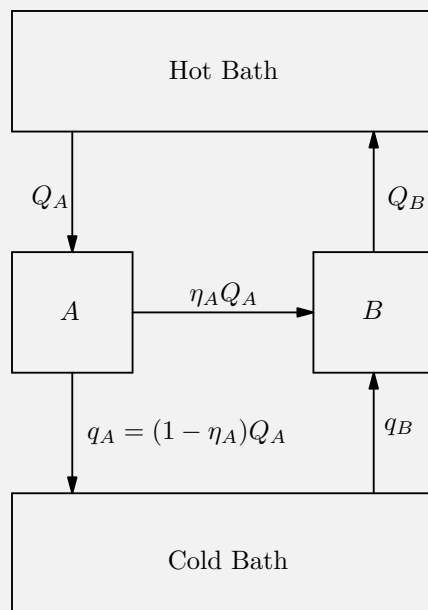 Hot Bath
Q_A
Q_B
η_A Q_A
A
B
q_A = (1 − η_A)Q_A
q_B
Cold Bath